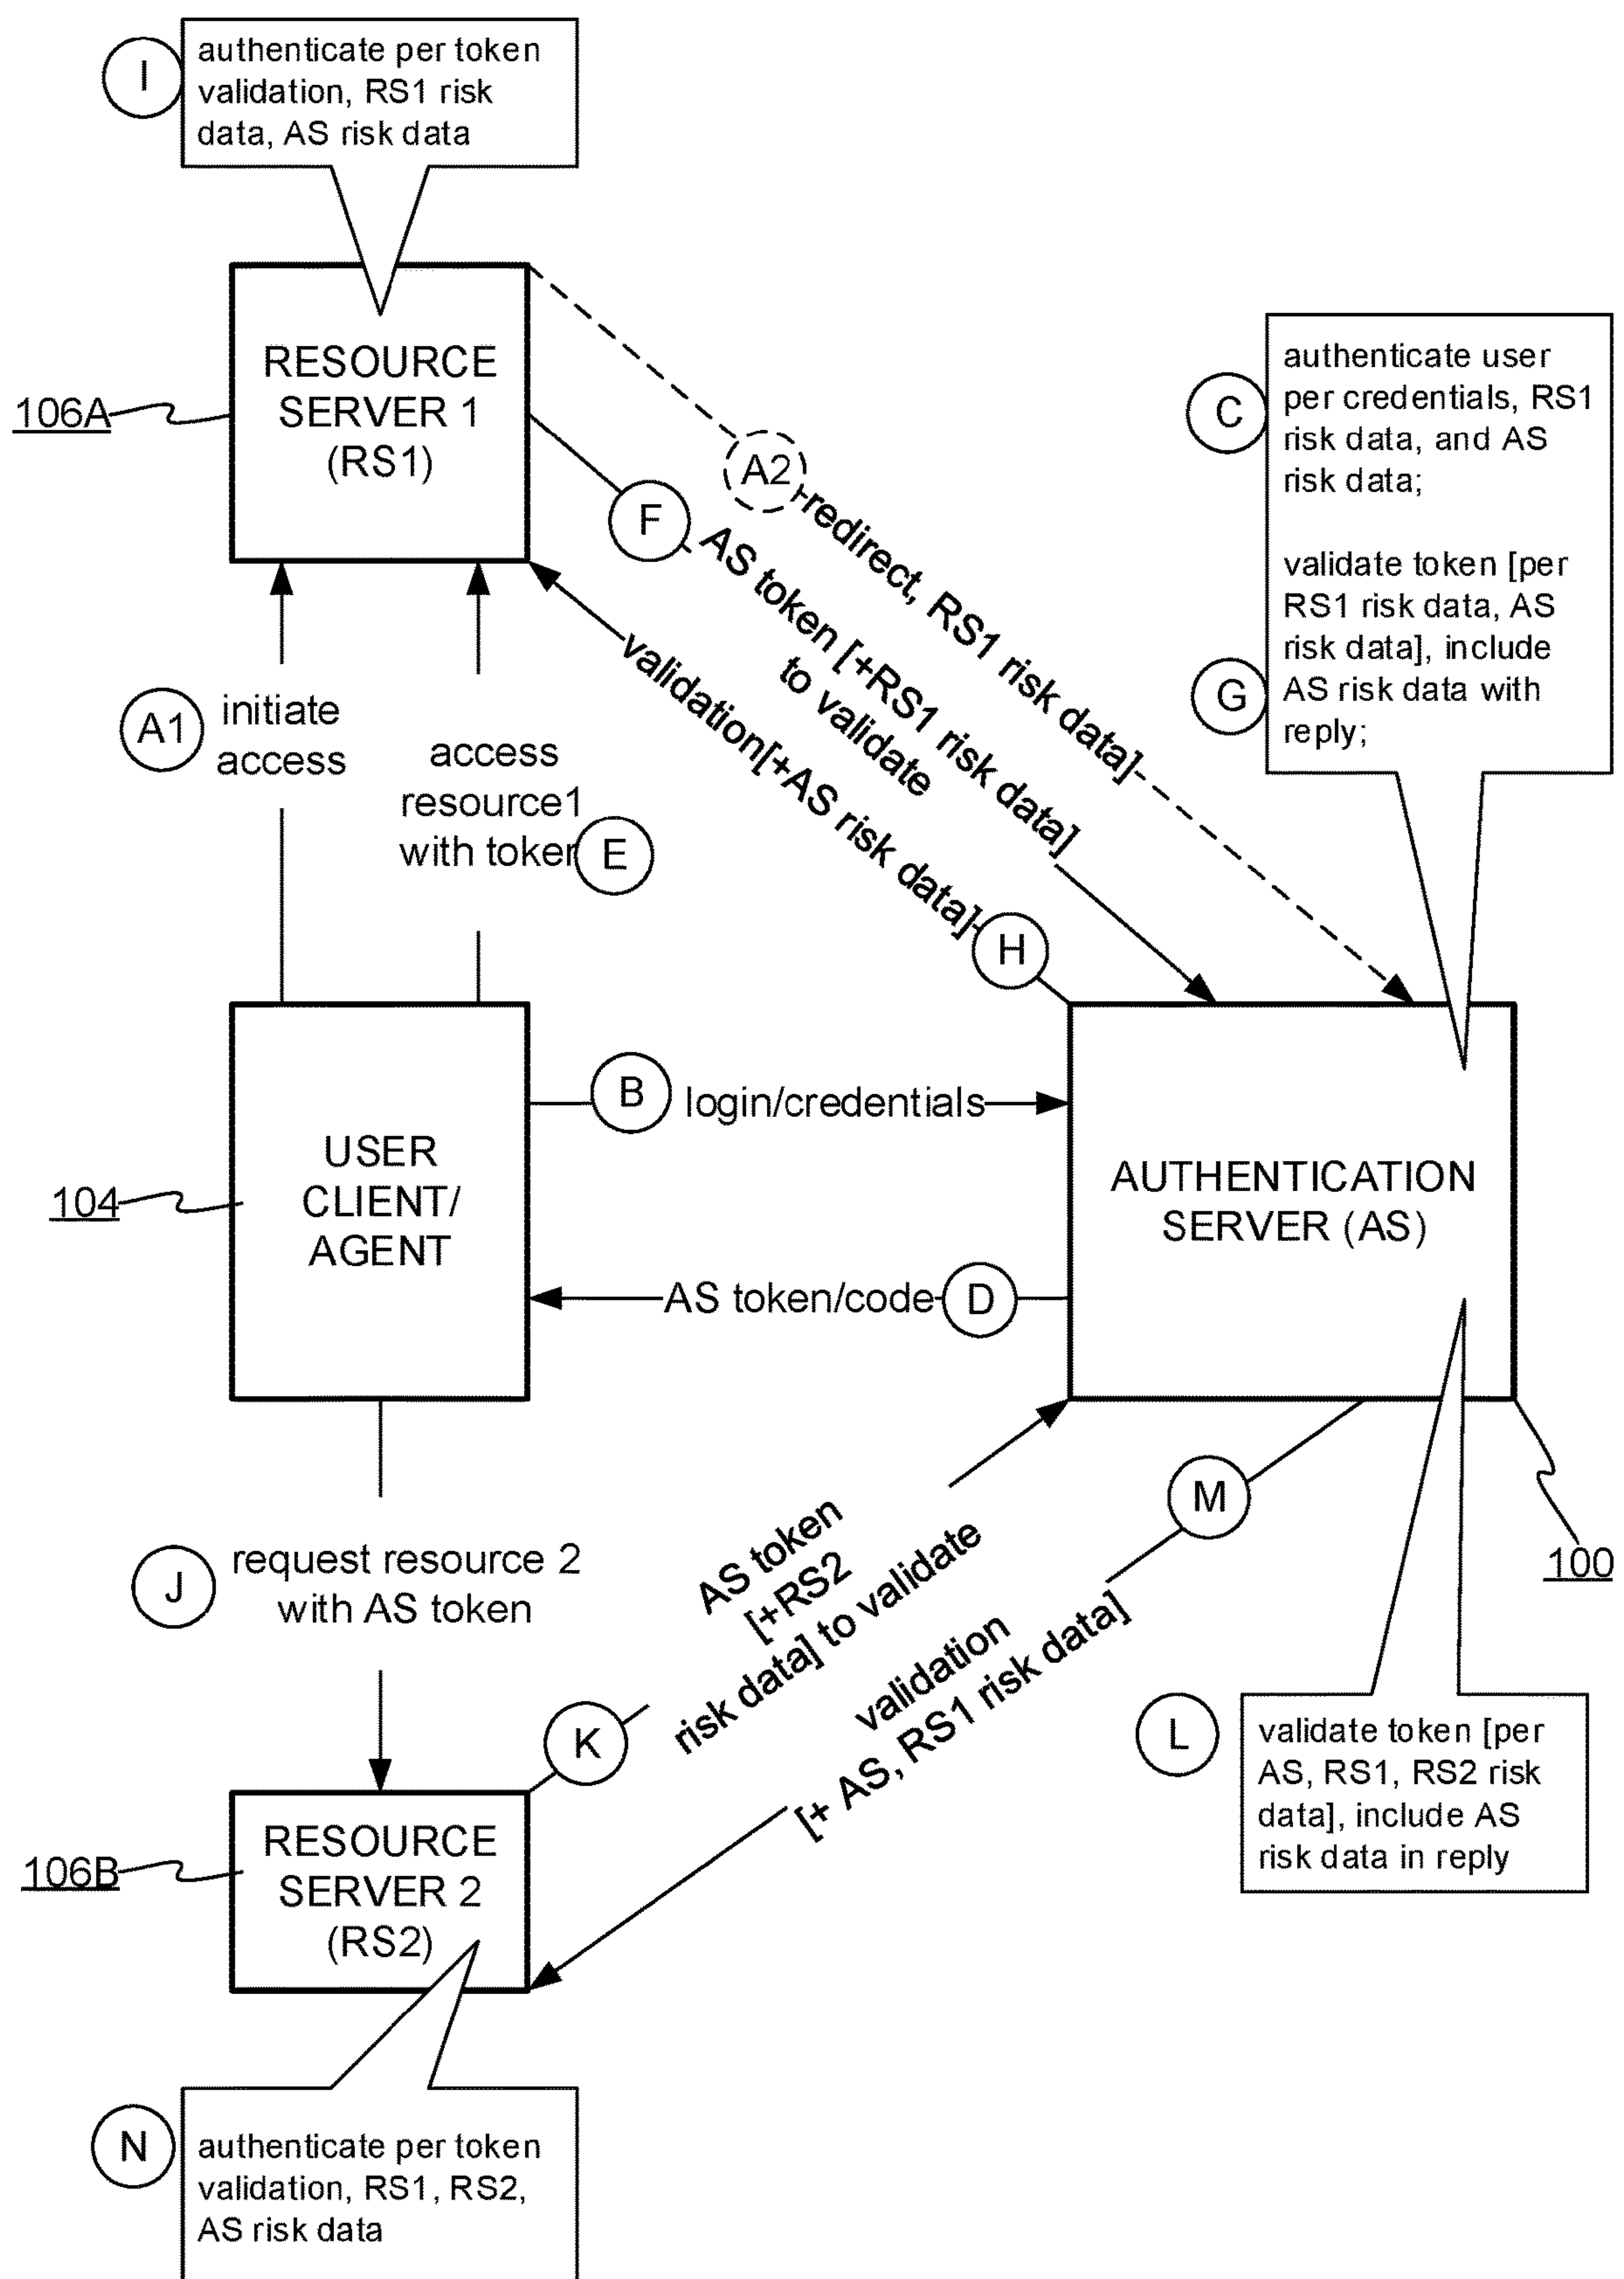 I
authenticate per token
validation, RS1 risk
data, AS risk data
RESOURCE
SERVER 1
(RS1)
106A
C
authenticate user
per credentials, RS1
risk data, and AS
risk data;
G
validate token [per
RS1 risk data, AS
risk data], include
AS risk data with
reply;
A2
redirect, RS1 risk data]
F
AS token [+RS1 risk data]
to validate
validation[+AS risk data]
H
A1
initiate
access
access
resource1
with token
E
B
login/credentials
USER
CLIENT/
AGENT
104
AUTHENTICATION
SERVER (AS)
AS token/code
D
100
J
request resource 2
with AS token
K
AS token
[+RS2
risk data] to validate
M
validation
[+ AS, RS1 risk data]
L
validate token [per
AS, RS1, RS2 risk
data], include AS
risk data in reply
RESOURCE
SERVER 2
(RS2)
106B
N
authenticate per token
validation, RS1, RS2,
AS risk data